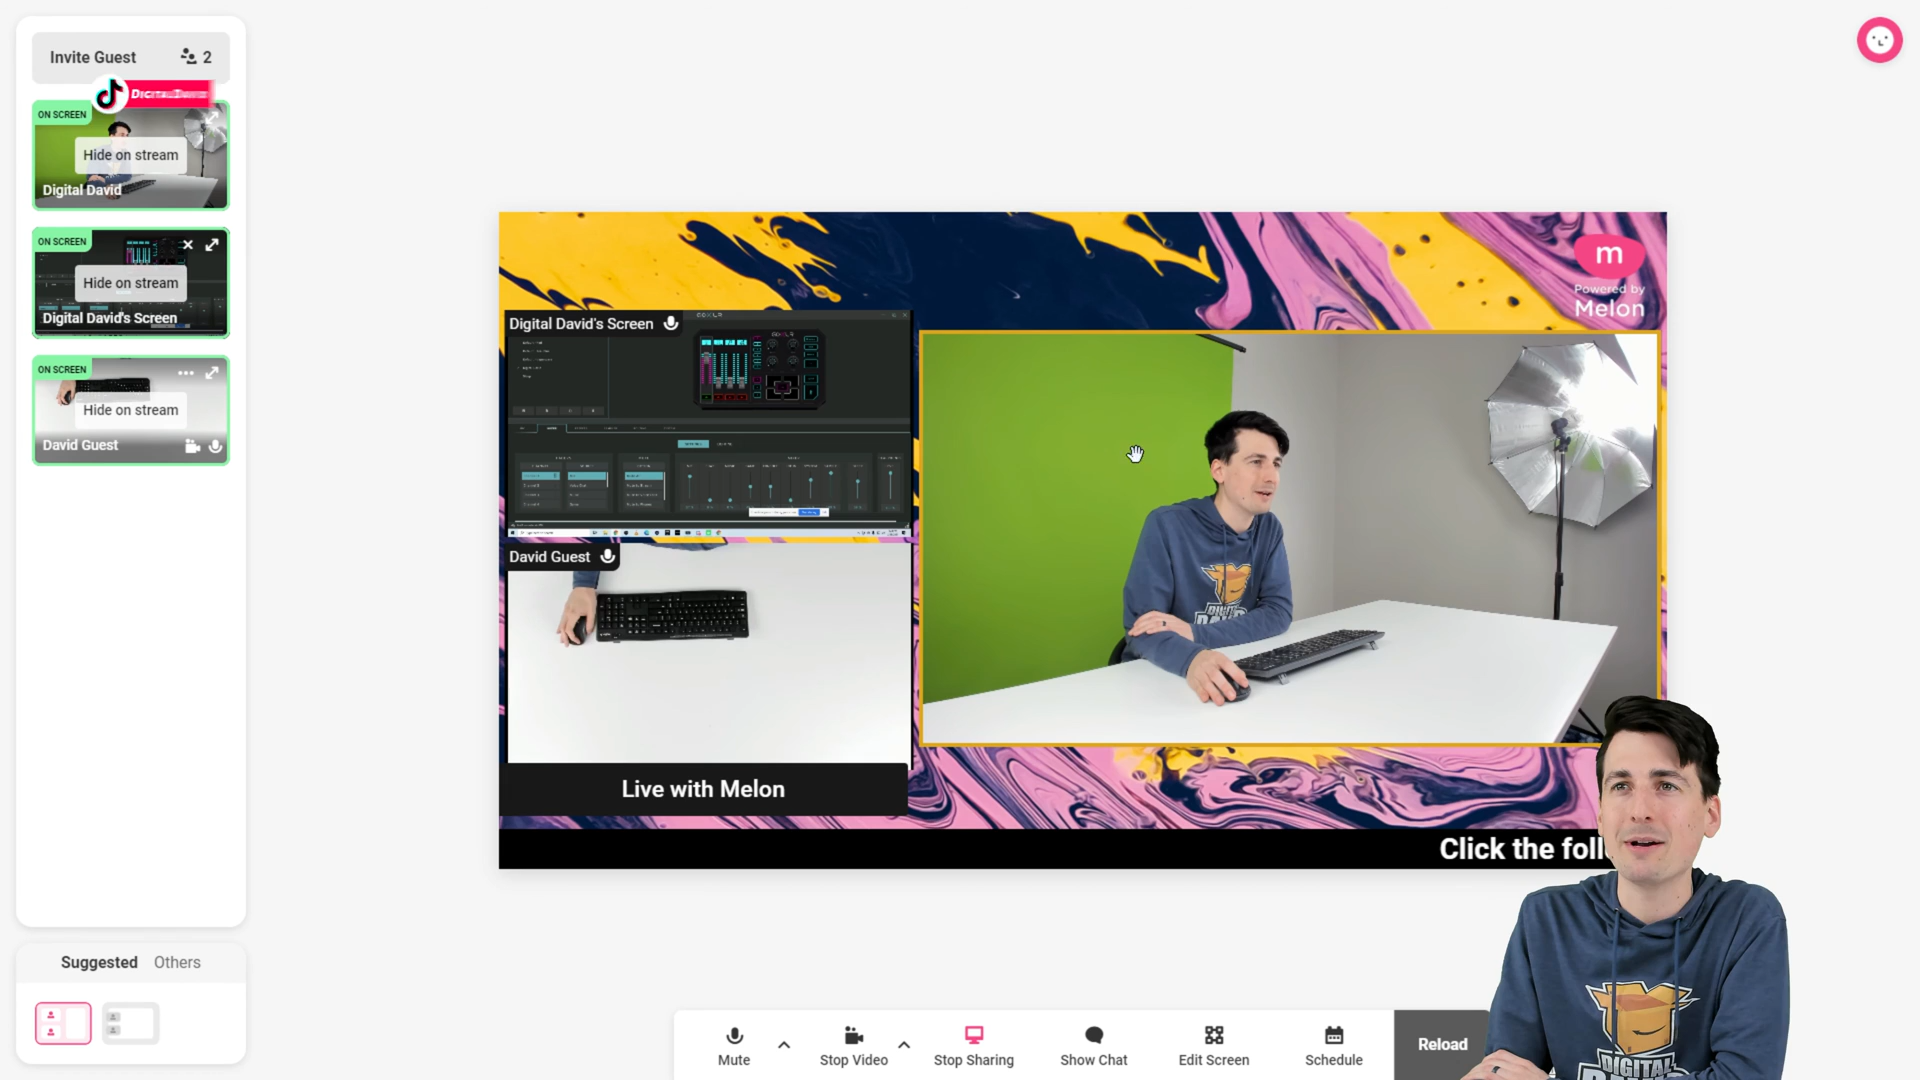 Invite Guest 2
ON SCREEN
Hide on stream
Digital David
ON SCREEN
Hide on stream
Digital David's Screen
ON SCREEN
Hide on stream
David Guest
Suggested Others
m
Powered by
Melon
Digital David's Screen
David Guest
DIGITAL
Live with Melon
Click the foll
Mute
Stop Video
Stop Sharing
Show Chat
Edit Screen
Schedule
Reload
DIGITAL